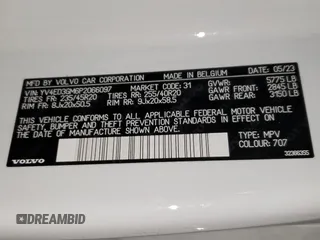 MFD BY VOLVO CAR CORPORATION MADE IN BELGIUM 05/23
VIN: YV4ED3GM6P2066097 MARKET CODE: 31 GVWR: 5775 LB
TIRES FR: 235/45R20 TIRES RR: 255/40R20 GAWR FRONT: 2845 LB
RIM FR: 8Jx20x50.5 RIM RR: 9Jx20x58.5 GAWR REAR: 3150 LB
THIS VEHICLE CONFORMS TO ALL APPLICABLE FEDERAL MOTOR VEHICLE
SAFETY, BUMPER AND THEFT PREVENTION STANDARDS IN EFFECT ON
THE DATE OF MANUFACTURE SHOWN ABOVE. TYPE: MPV
COLOUR: 707
VOLVO 32366355
DREAMBID